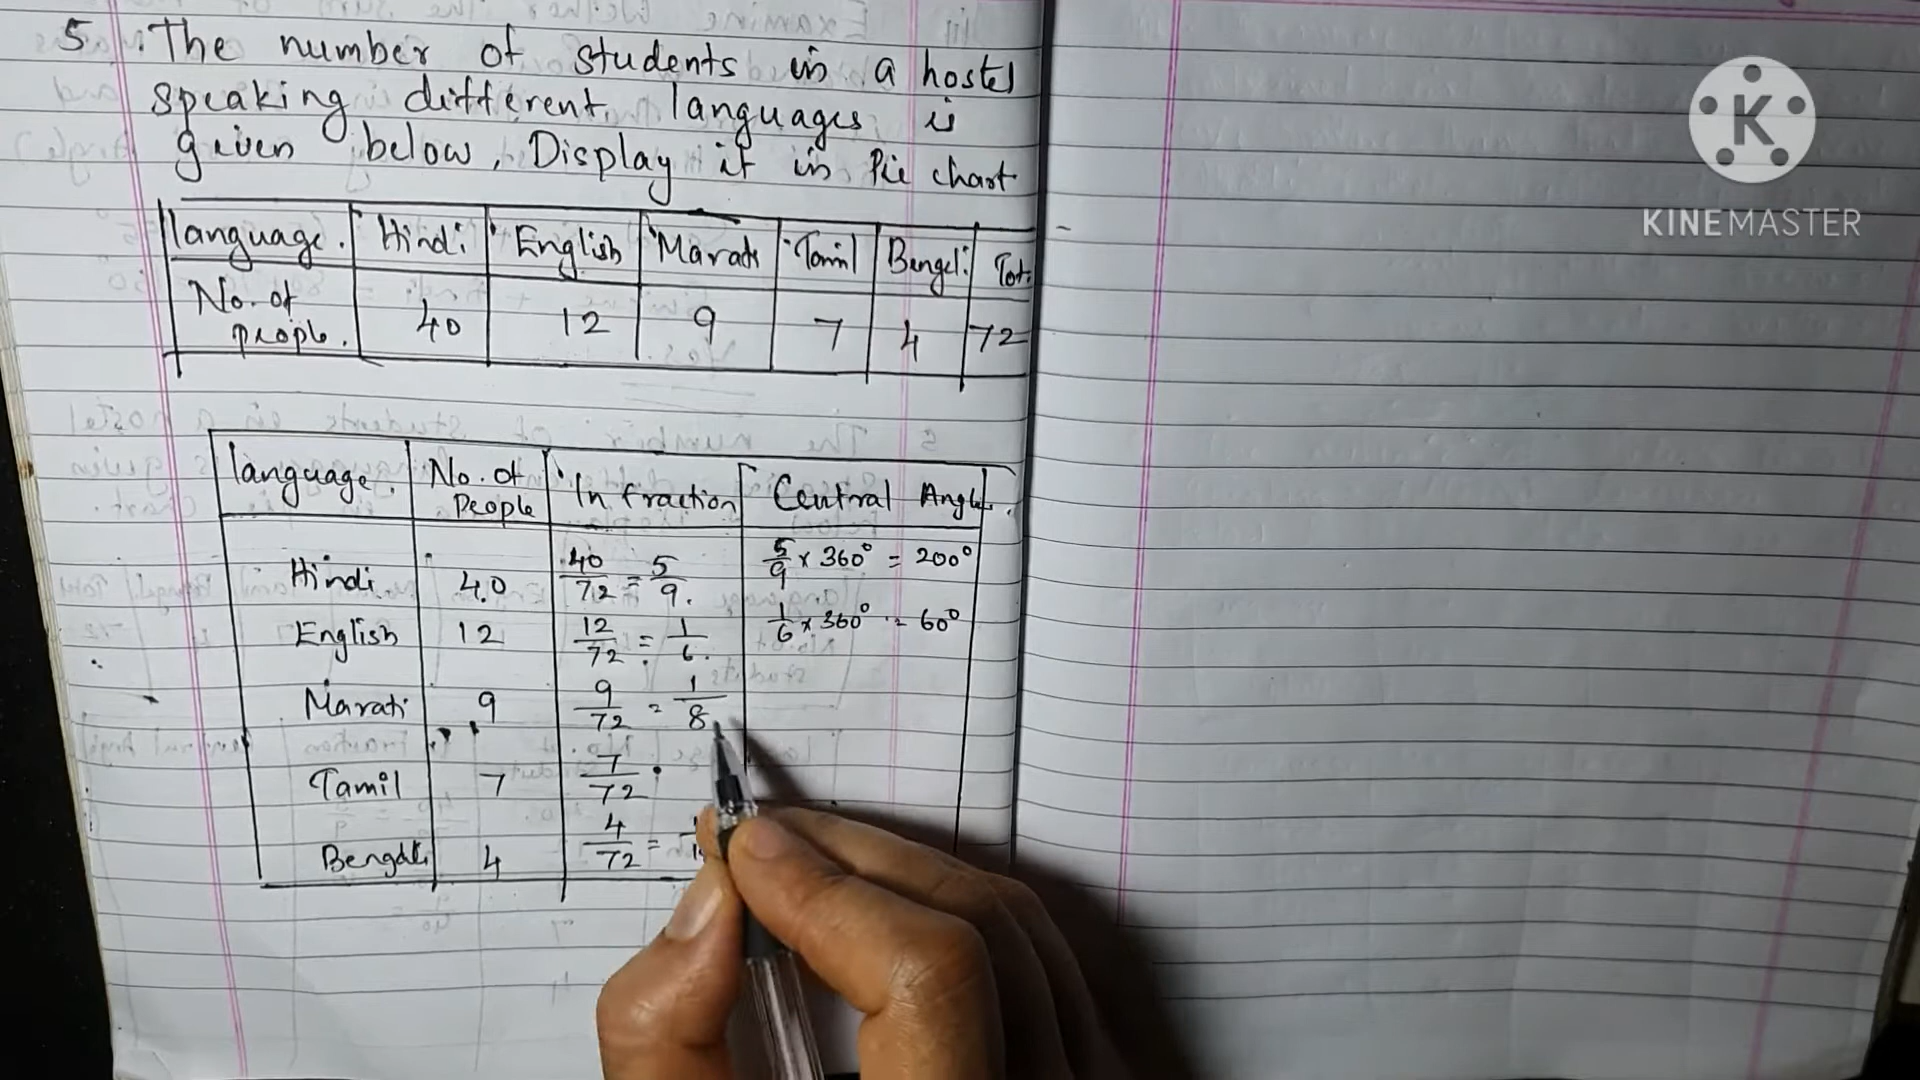 5. The number of students in a hostel
speaking different languages is
given below, Display it in Pie chart
K
KINEMASTER
language. Hindi English Marati Tamil Bengali Tot.
No. of people. 40 12 9 7 4 72
language. No. of People In fraction Central Angle.
Hindi 40 40/72 = 5/9. 5/9 × 360° = 200°
English 12 12/72 = 1/6. 1/6 × 360° = 60°
Marati 9 9/72 = 1/8
Tamil 7 7/72
Bengali 4 4/72 =